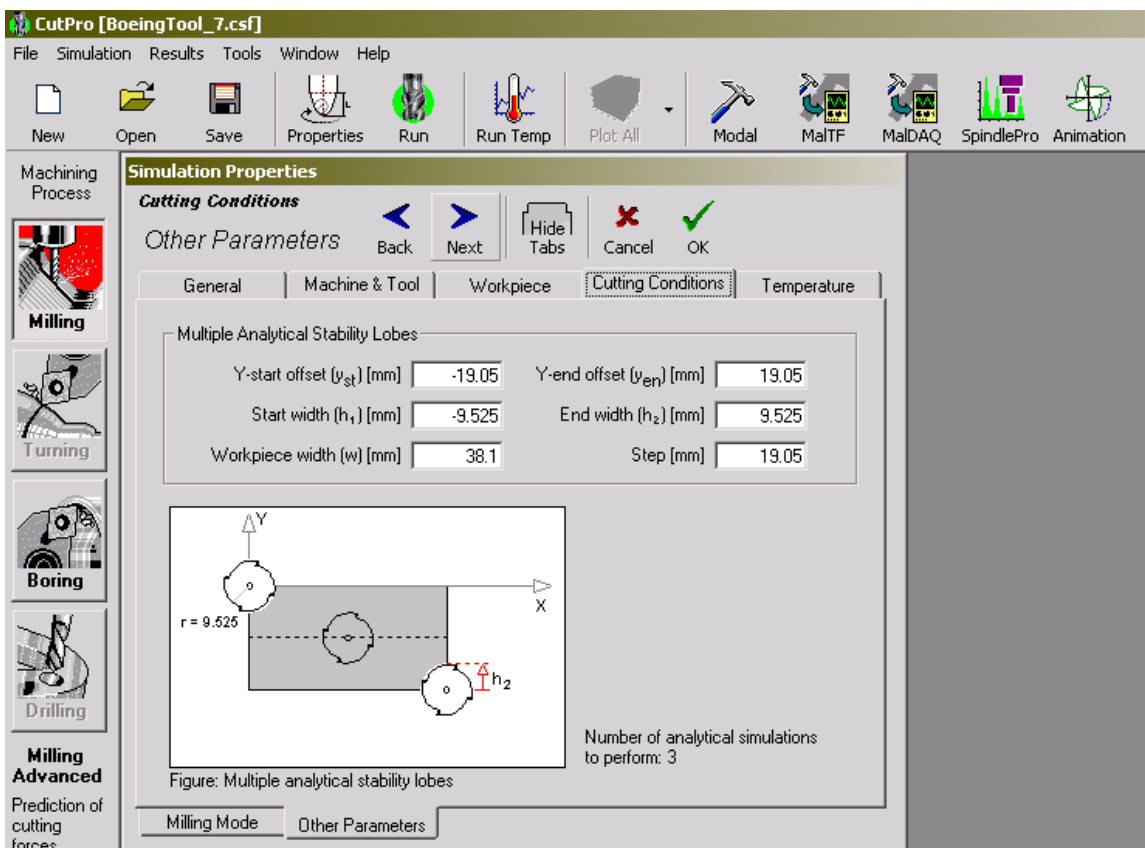 CutPro [BoeingTool_7.csf]
File Simulation Results Tools Window Help
New Open Save Properties Run Run Temp Plot All Modal MalTF MalDAQ SpindlePro Animation
Machining
Process
Milling
Turning
Boring
Drilling
Milling
Advanced
Prediction of
cutting
forces
Simulation Properties
Cutting Conditions
Other Parameters
Back Next Hide
Tabs Cancel OK
General Machine & Tool Workpiece Cutting Conditions Temperature
Multiple Analytical Stability Lobes
Y-start offset (yst) [mm] -19.05 Y-end offset (yen) [mm] 19.05
Start width (h₁) [mm] -9.525 End width (h₂) [mm] 9.525
Workpiece width (w) [mm] 38.1 Step [mm] 19.05
Y
X
r = 9.525
h2
Number of analytical simulations
to perform: 3
Figure: Multiple analytical stability lobes
Milling Mode Other Parameters